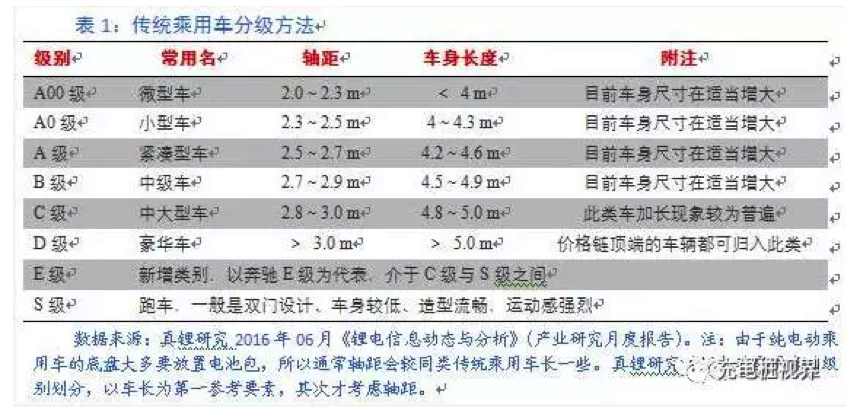 表 1：传统乘用车分级方法
级别 常用名 轴距 车身长度 附注
A00 级 微型车 2.0 ~ 2.3 m < 4 m 目前车身尺寸在适当增大
A0 级 小型车 2.3 ~ 2.5 m 4 ~ 4.3 m 目前车身尺寸在适当增大
A 级 紧凑型车 2.5 ~ 2.7 m 4.2 ~ 4.6 m 目前车身尺寸在适当增大
B 级 中级车 2.7 ~ 2.9 m 4.5 ~ 4.9 m 目前车身尺寸在适当增大
C 级 中大型车 2.8 ~ 3.0 m 4.8 ~ 5.0 m 此类车加长现象较为普遍
D 级 豪华车 > 3.0 m > 5.0 m 价格链顶端的车辆都可归入此类
E 级 新增类别，以奔驰 E 级为代表，介于 C 级与 S 级之间
S 级 跑车，一般是双门设计、车身较低、造型流畅，运动感强烈
数据来源：真锂研究 2016 年 06 月《锂电信息动态与分析》（产业研究月度报告）。注：由于纯电动乘
用车的底盘大多要放置电池包，所以通常轴距会较同类传统乘用车长一些。真锂研究 级
别划分，以车长为第一参考要素，其次才考虑轴距。
充电桩视界